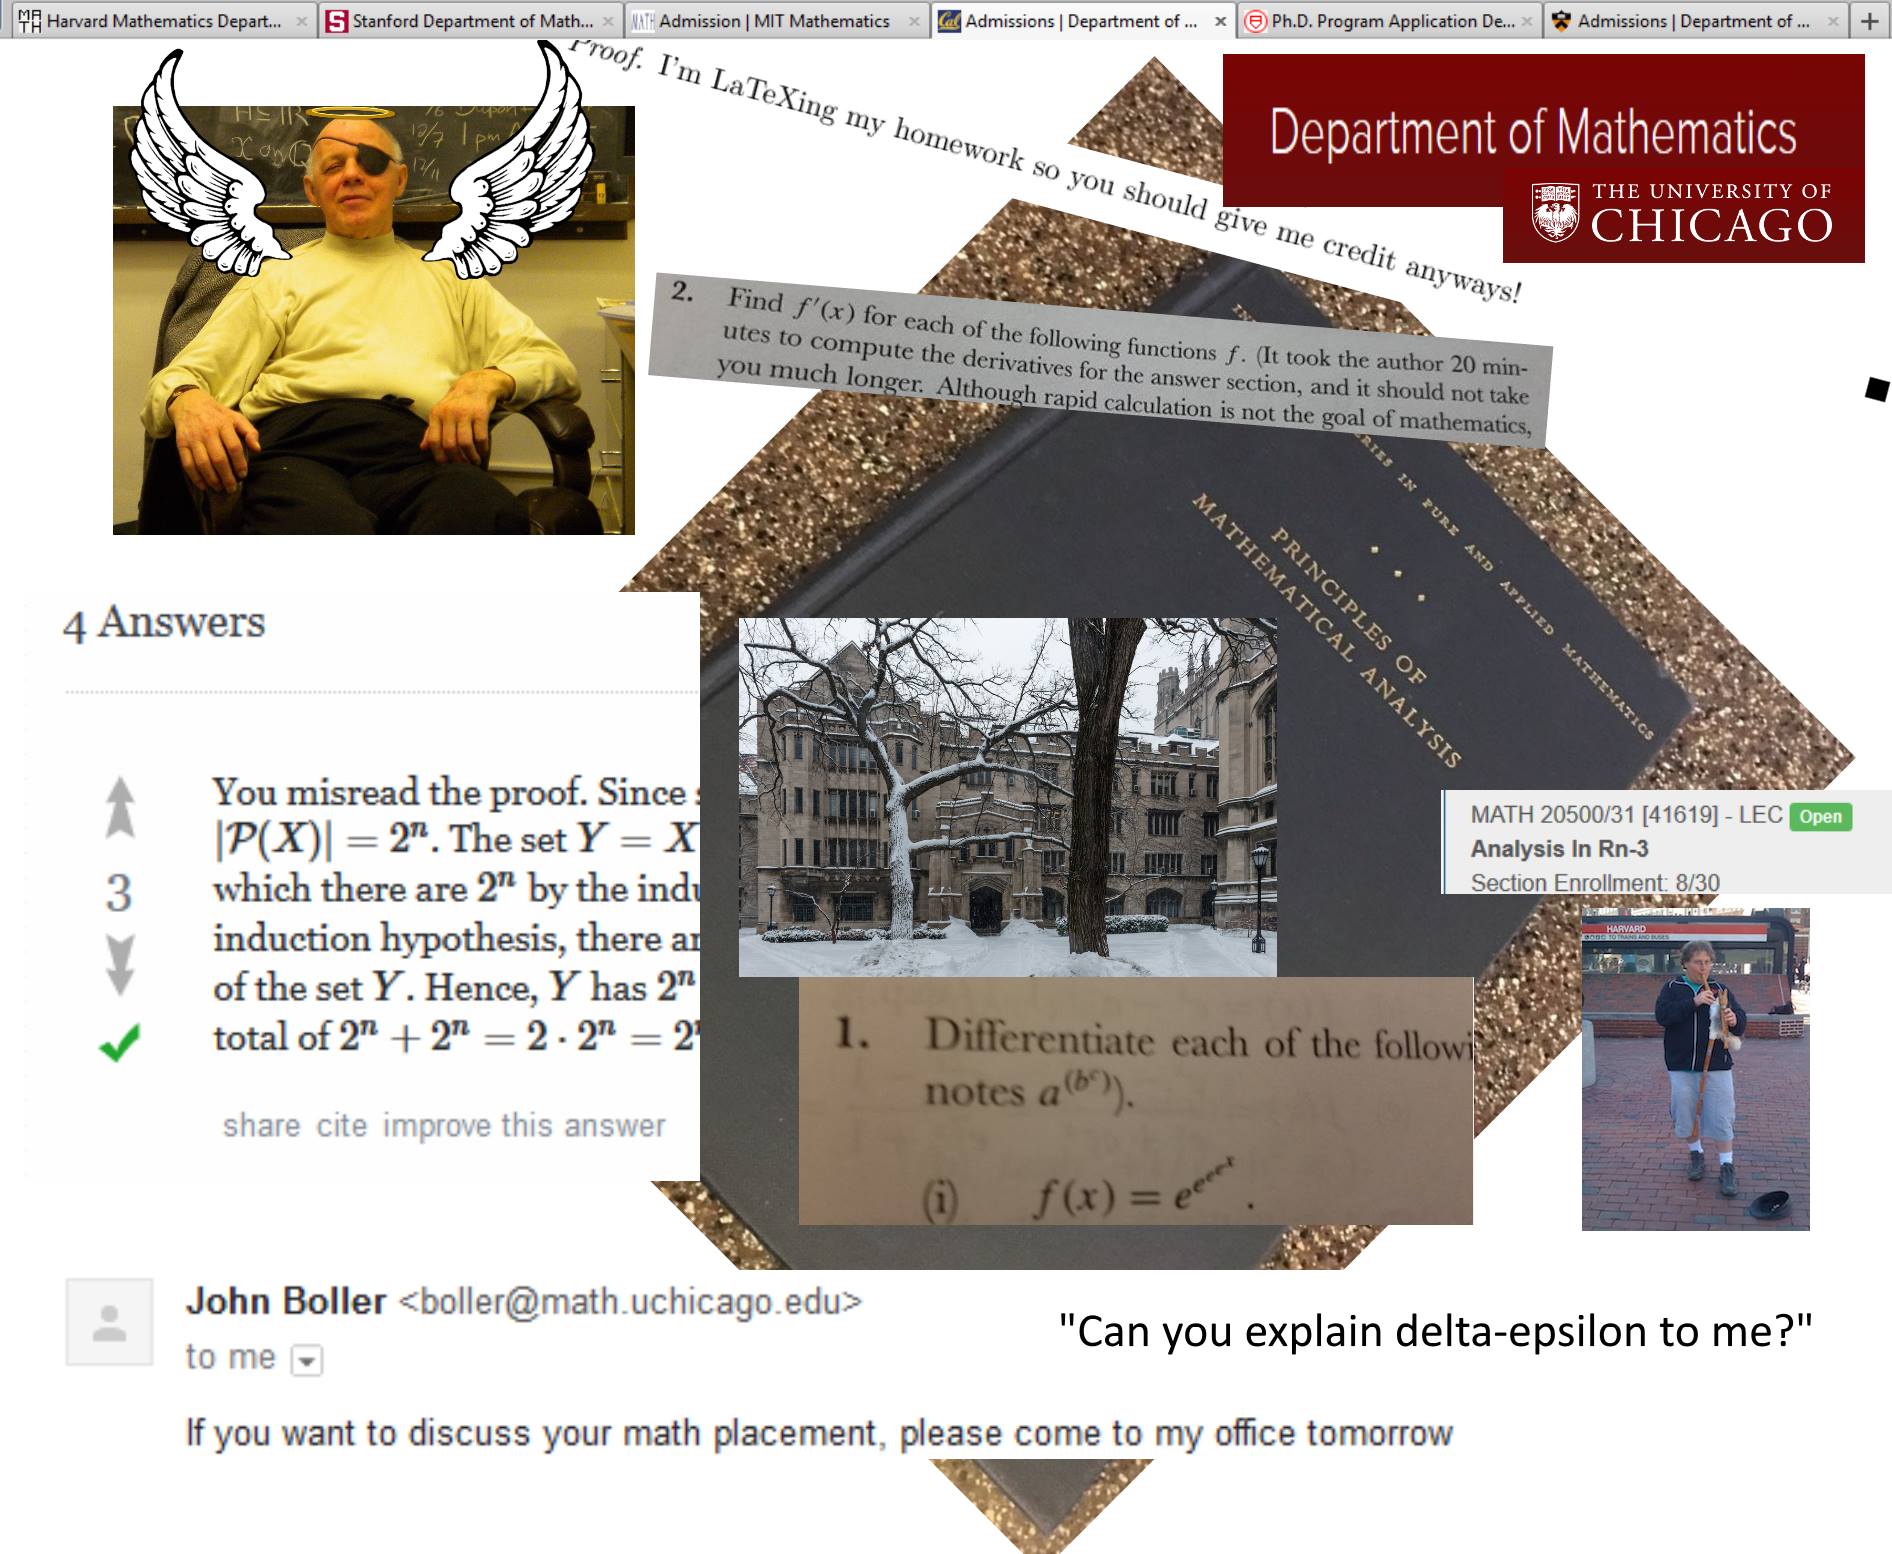 Harvard Mathematics Depart...
Stanford Department of Math...
Admission | MIT Mathematics
Admissions | Department of ...
Ph.D. Program Application De...
Admissions | Department of ...
Proof. I'm LaTeXing my homework so you should give me credit anyways!
Department of Mathematics
THE UNIVERSITY OF
CHICAGO
2. Find f′(x) for each of the following functions f. (It took the author 20 min-
utes to compute the derivatives for the answer section, and it should not take
you much longer. Although rapid calculation is not the goal of mathematics,
RIES IN PURE AND APPLIED MATHEMATICS
PRINCIPLES OF
MATHEMATICAL ANALYSIS
4 Answers
You misread the proof. Since
|P(X)| = 2ⁿ. The set Y = X
which there are 2ⁿ by the indu
3
induction hypothesis, there ar
of the set Y. Hence, Y has 2ⁿ
total of 2ⁿ + 2ⁿ = 2 · 2ⁿ = 2
share cite improve this answer
MATH 20500/31 [41619] - LEC Open
Analysis In Rn-3
Section Enrollment: 8/30
HARVARD
TO TRAINS AND BUSES
1. Differentiate each of the followi
notes a^(b^c)).
(i) f(x) = e^e^e^e^x.
John Boller <boller@math.uchicago.edu>
to me
"Can you explain delta-epsilon to me?"
If you want to discuss your math placement, please come to my office tomorrow